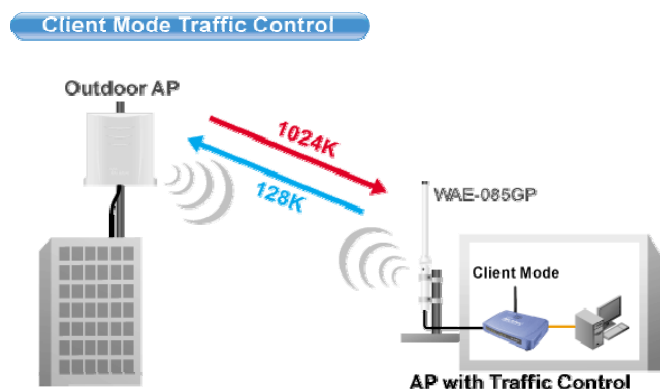 Client Mode Traffic Control
Outdoor AP
1024K
128K
WAE-085GP
Client Mode
AP with Traffic Control